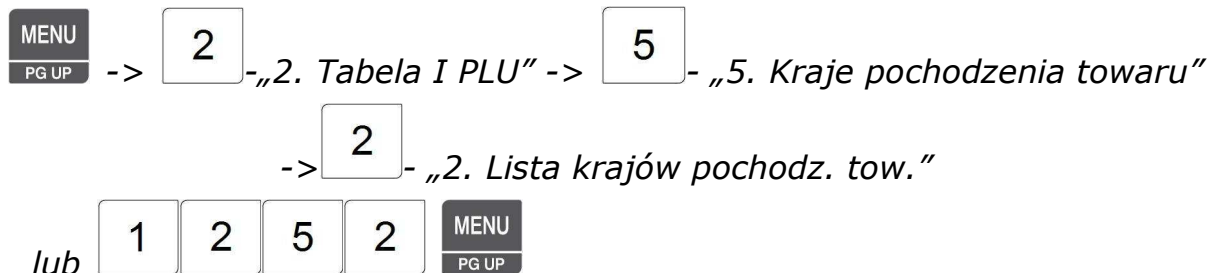 MENU
PG UP -> 2 -„2. Tabela I PLU” -> 5 - „5. Kraje pochodzenia towaru”
-> 2 - „2. Lista krajów pochodz. tow.”
lub 1 2 5 2 MENU
PG UP